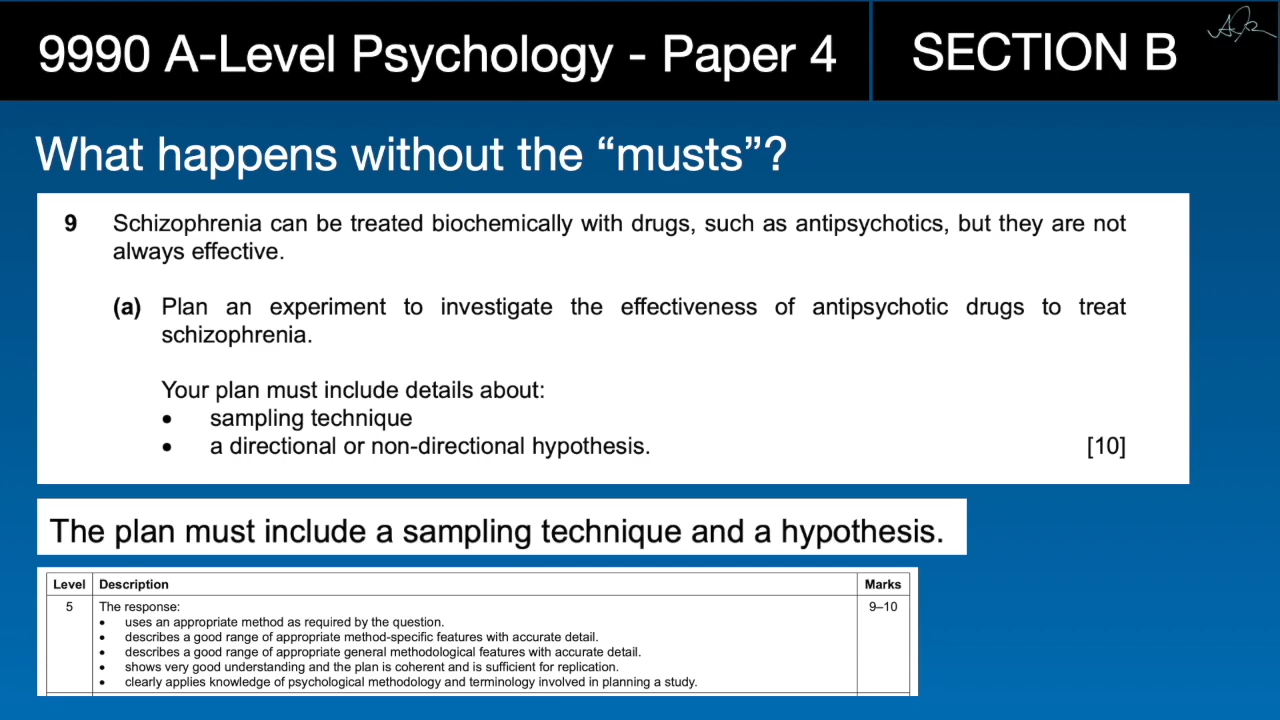 9990 A-Level Psychology - Paper 4
SECTION B
What happens without the “musts”?
9 Schizophrenia can be treated biochemically with drugs, such as antipsychotics, but they are not
always effective.
(a) Plan an experiment to investigate the effectiveness of antipsychotic drugs to treat
schizophrenia.
Your plan must include details about:
• sampling technique
• a directional or non-directional hypothesis. [10]
The plan must include a sampling technique and a hypothesis.
Level Description Marks
5 The response: 9–10
• uses an appropriate method as required by the question.
• describes a good range of appropriate method-specific features with accurate detail.
• describes a good range of appropriate general methodological features with accurate detail.
• shows very good understanding and the plan is coherent and is sufficient for replication.
• clearly applies knowledge of psychological methodology and terminology involved in planning a study.